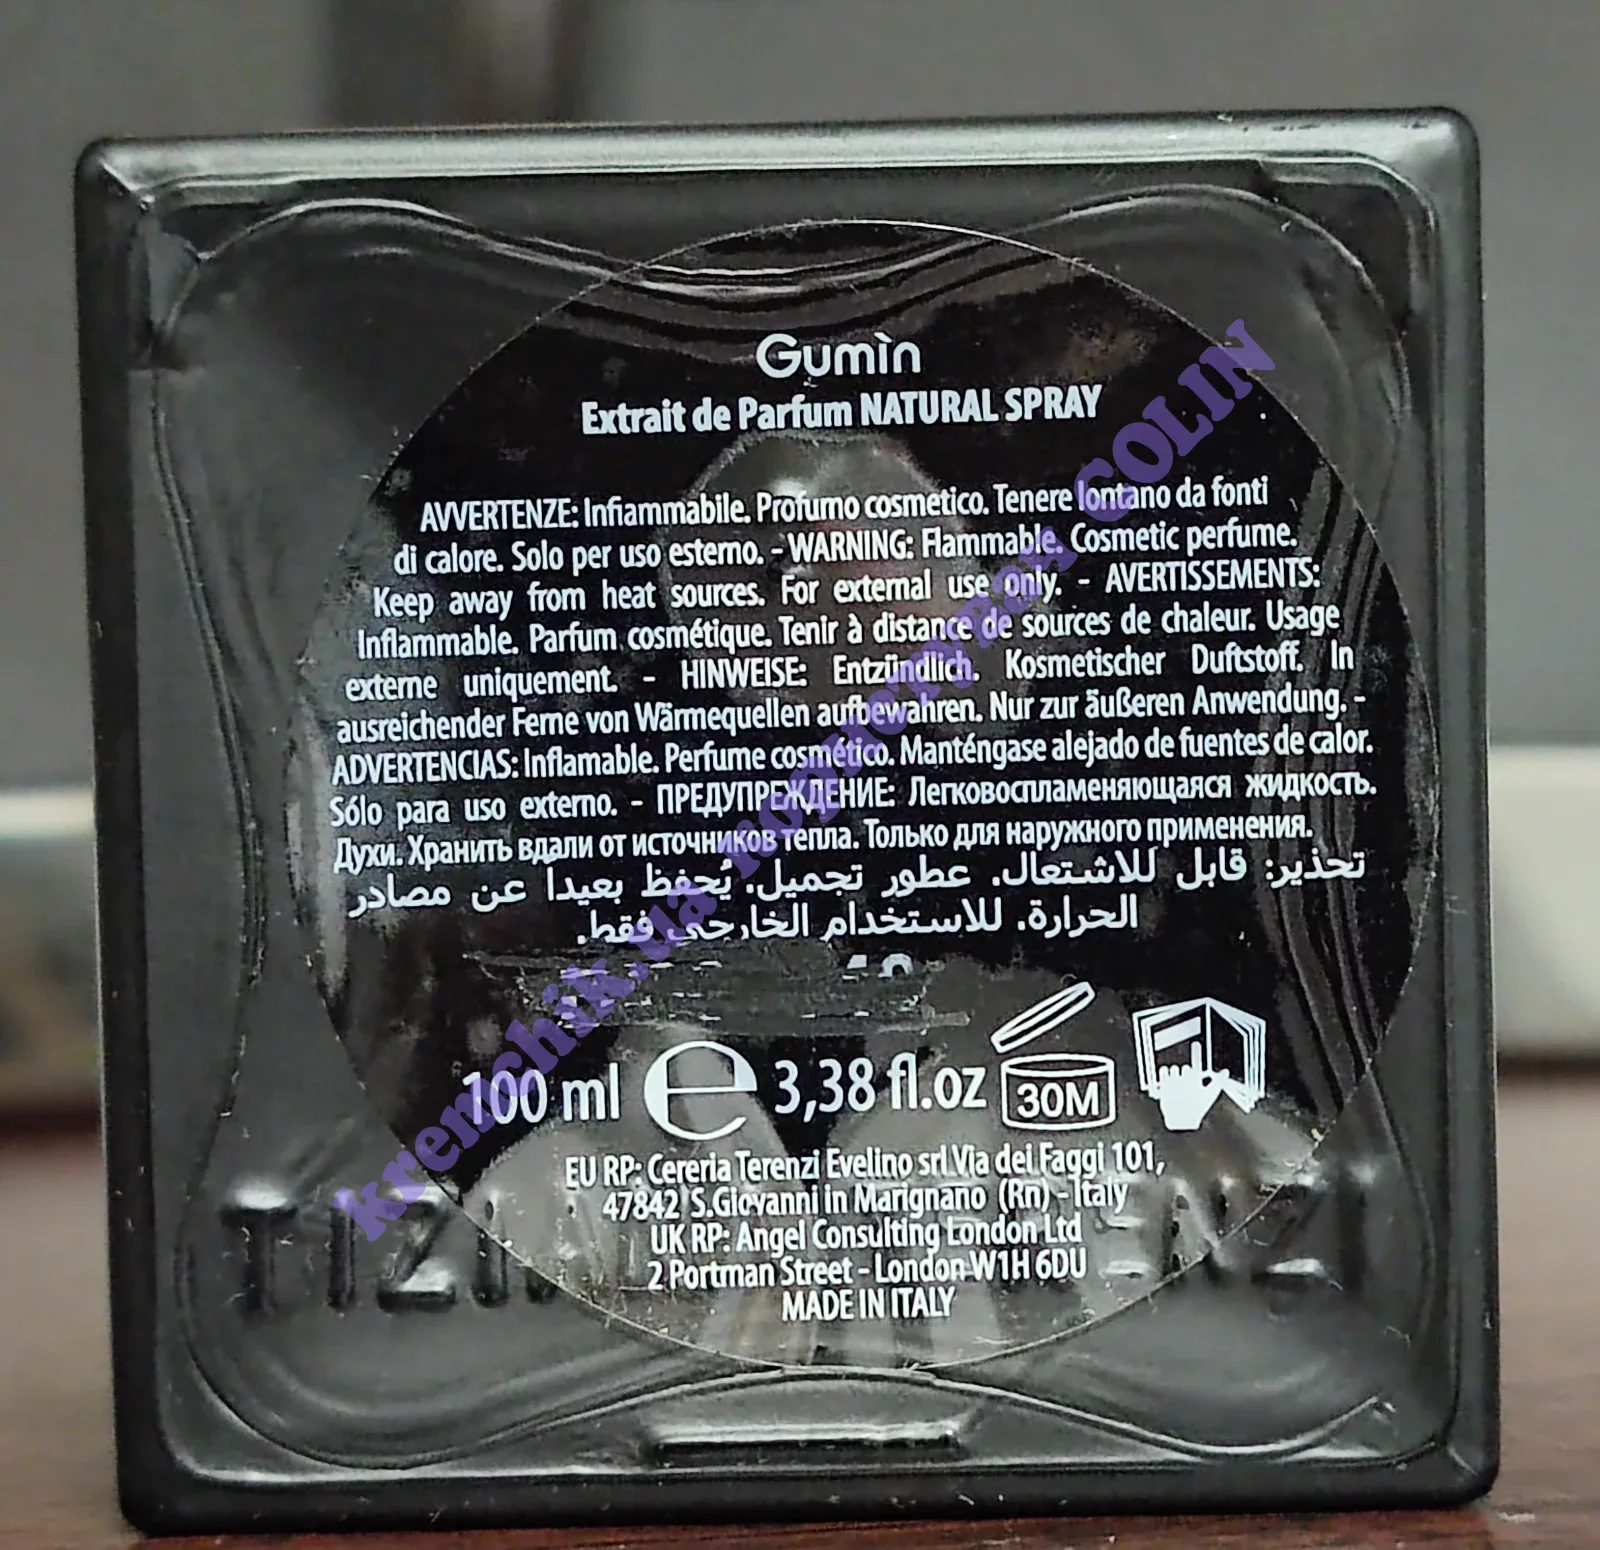 Gumìn
Extrait de Parfum NATURAL SPRAY
AVVERTENZE: Infiammabile. Profumo cosmetico. Tenere lontano da fonti
di calore. Solo per uso esterno. - WARNING: Flammable. Cosmetic perfume.
Keep away from heat sources. For external use only. - AVERTISSEMENTS:
Inflammable. Parfum cosmétique. Tenir à distance de sources de chaleur. Usage
externe uniquement. - HINWEISE: Entzündlich. Kosmetischer Duftstoff. In
ausreichender Ferne von Wärmequellen aufbewahren. Nur zur äußeren Anwendung. -
ADVERTENCIAS: Inflamable. Perfume cosmético. Manténgase alejado de fuentes de calor.
Sólo para uso externo. - ПРЕДУПРЕЖДЕНИЕ: Легковоспламеняющаяся жидкость.
Духи. Хранить вдали от источников тепла. Только для наружного применения.
تحذير: قابل للاشتعال. عطور تجميل. يُحفظ بعيداً عن مصادر
الحرارة. للاستخدام الخارجي فقط.
100 ml e 3,38 fl.oz 30M
EU RP: Cereria Terenzi Evelino srl Via dei Faggi 101,
47842 S.Giovanni in Marignano (Rn) - Italy
UK RP: Angel Consulting London Ltd
2 Portman Street - London W1H 6DU
MADE IN ITALY
kremchik.ua користувач COLIN